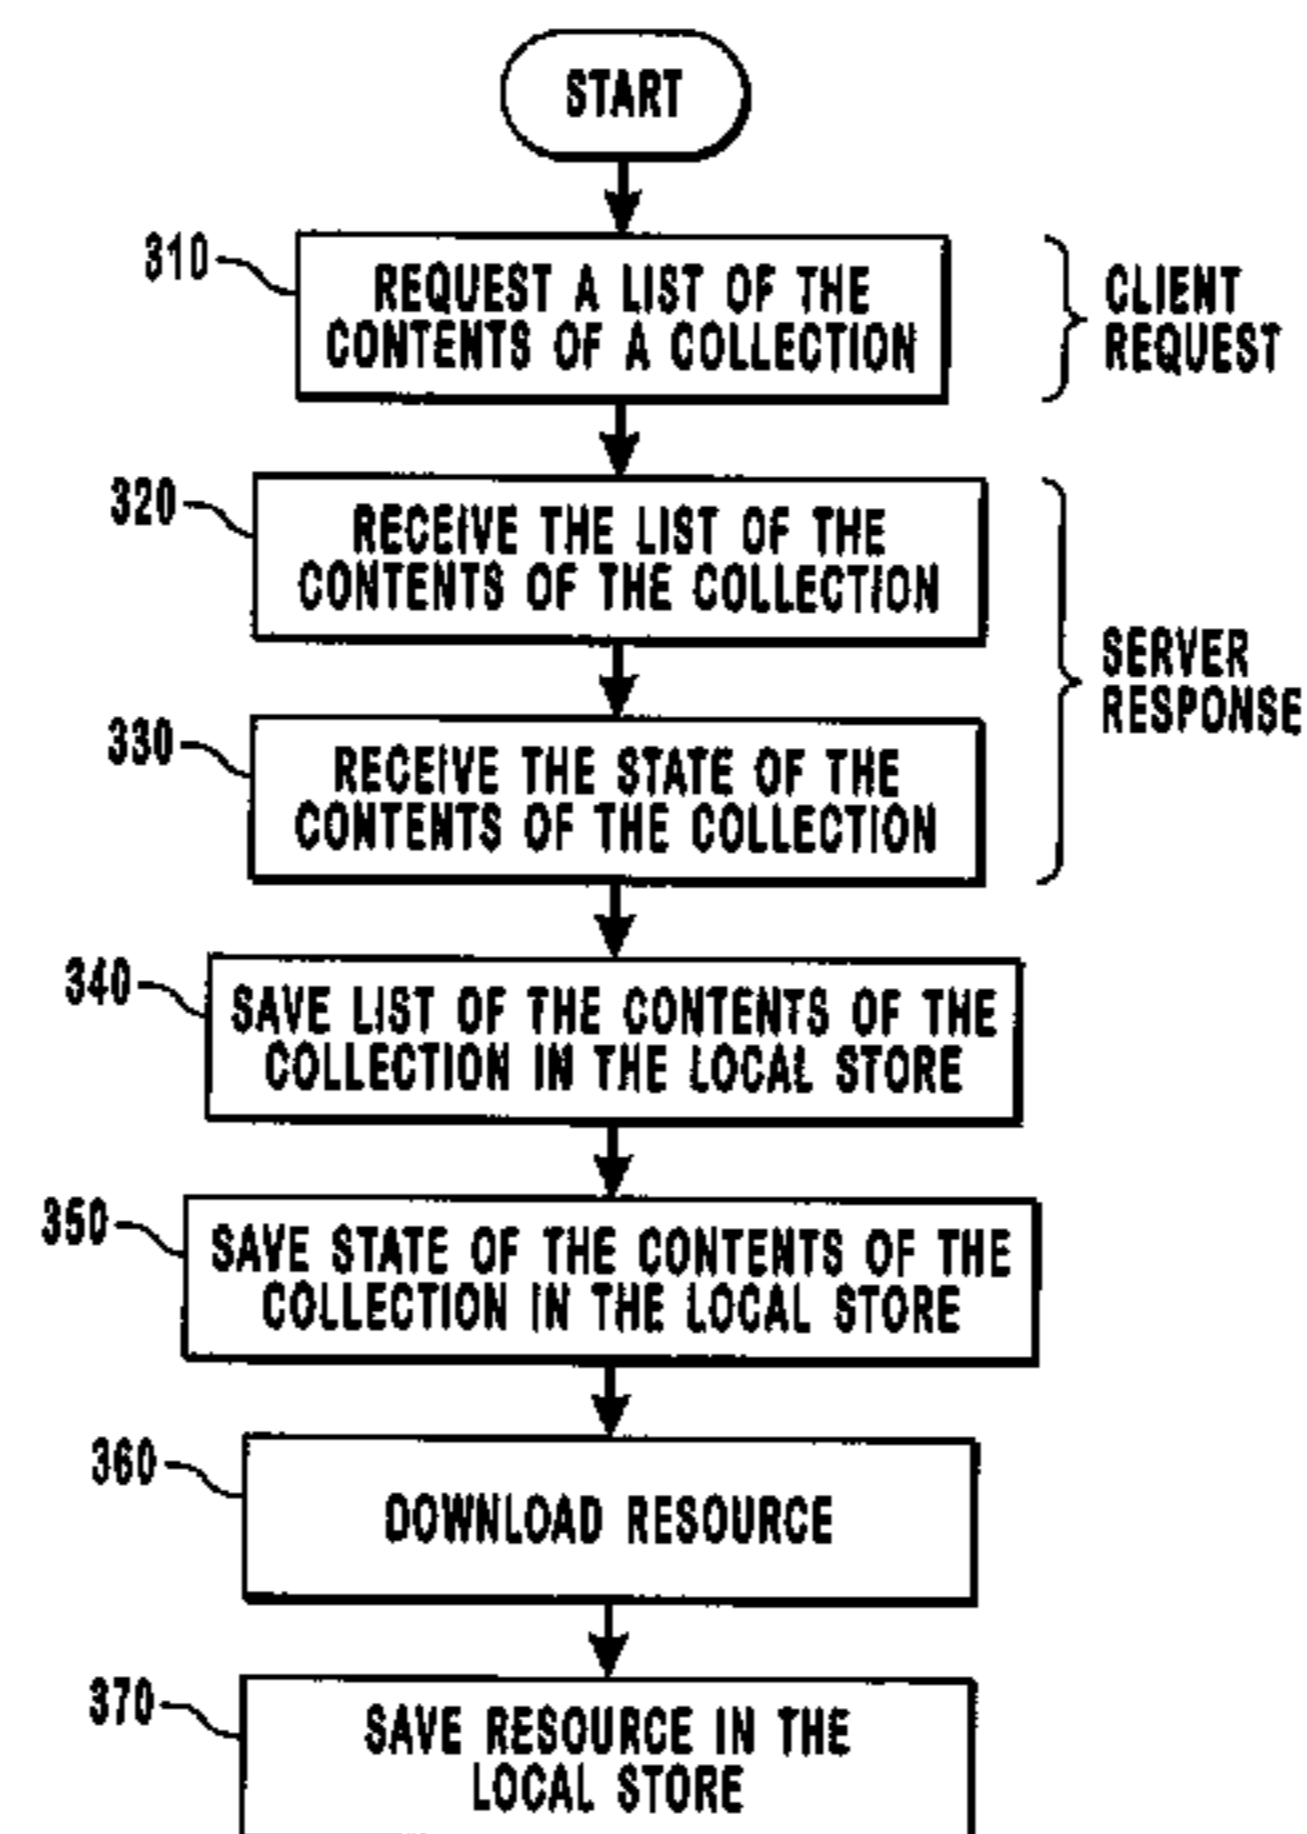 START
310
REQUEST A LIST OF THE
CONTENTS OF A COLLECTION
CLIENT
REQUEST
320
RECEIVE THE LIST OF THE
CONTENTS OF THE COLLECTION
SERVER
RESPONSE
330
RECEIVE THE STATE OF THE
CONTENTS OF THE COLLECTION
340
SAVE LIST OF THE CONTENTS OF THE
COLLECTION IN THE LOCAL STORE
350
SAVE STATE OF THE CONTENTS OF THE
COLLECTION IN THE LOCAL STORE
360
DOWNLOAD RESOURCE
370
SAVE RESOURCE IN THE
LOCAL STORE